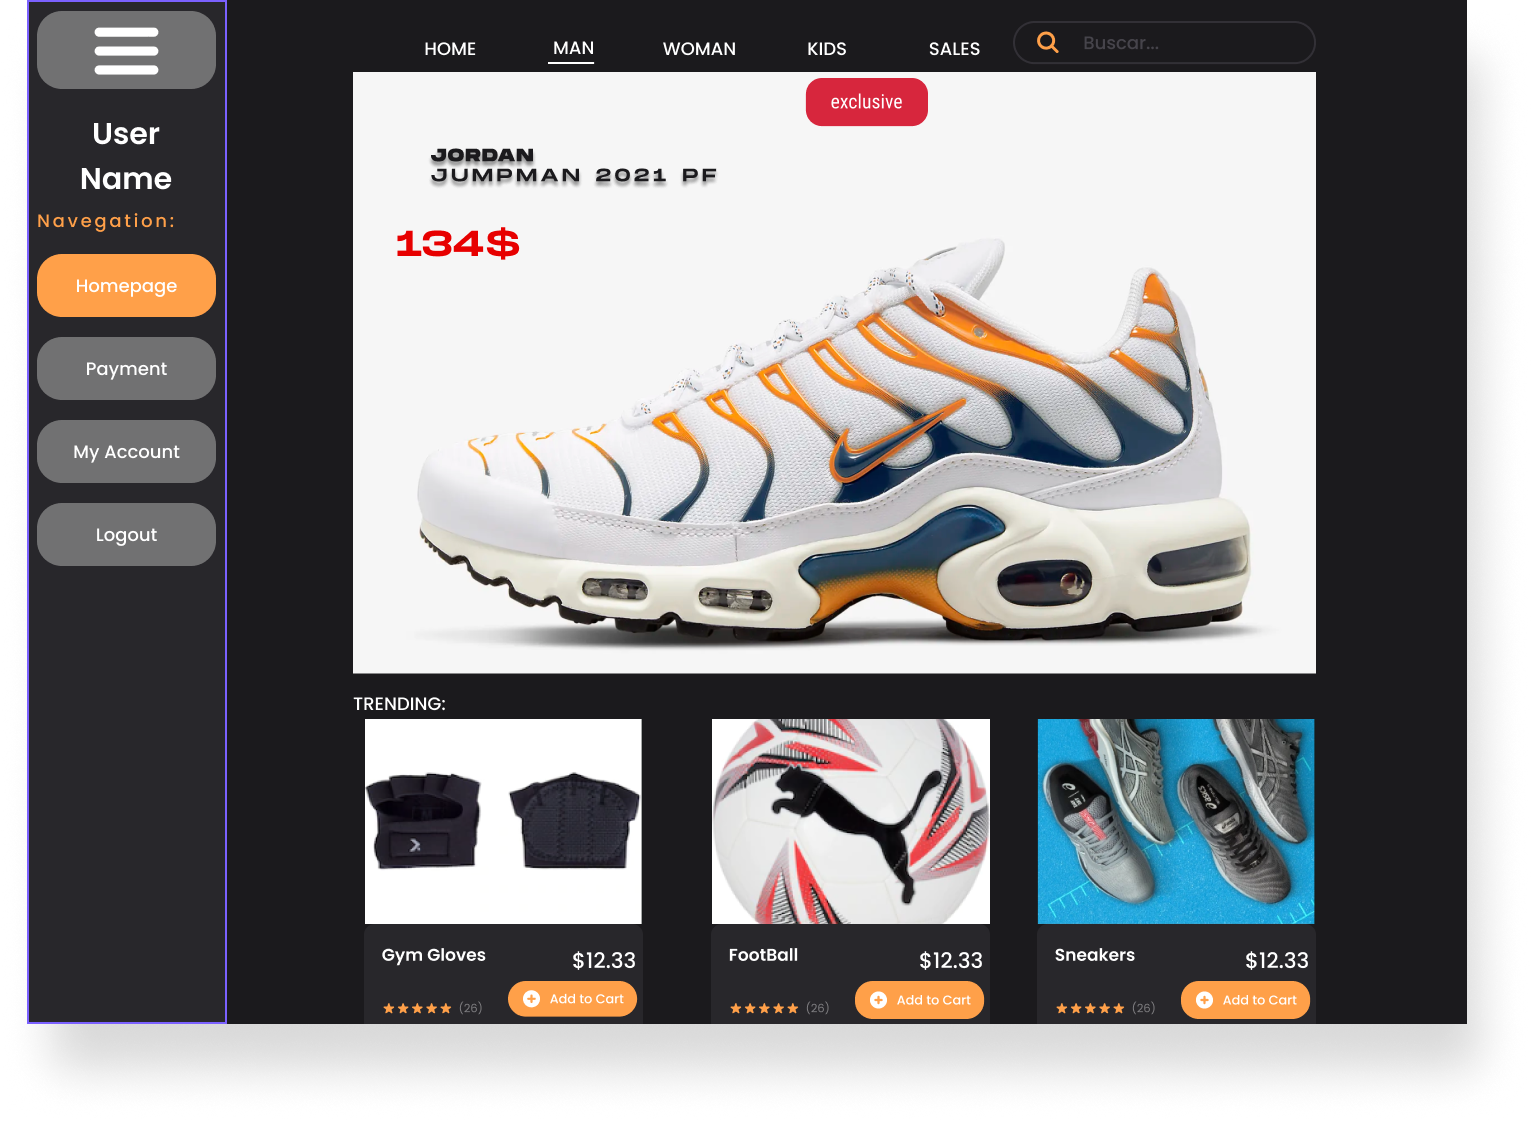 User
Name
Navegation:
Homepage
Payment
My Account
Logout
HOME
MAN
WOMAN
KIDS
SALES
Buscar...
exclusive
JORDAN
JUMPMAN 2021 PF
134$
TRENDING:
Gym Gloves
$12.33
(26)
Add to Cart
FootBall
$12.33
(26)
Add to Cart
asics
Sneakers
$12.33
(26)
Add to Cart